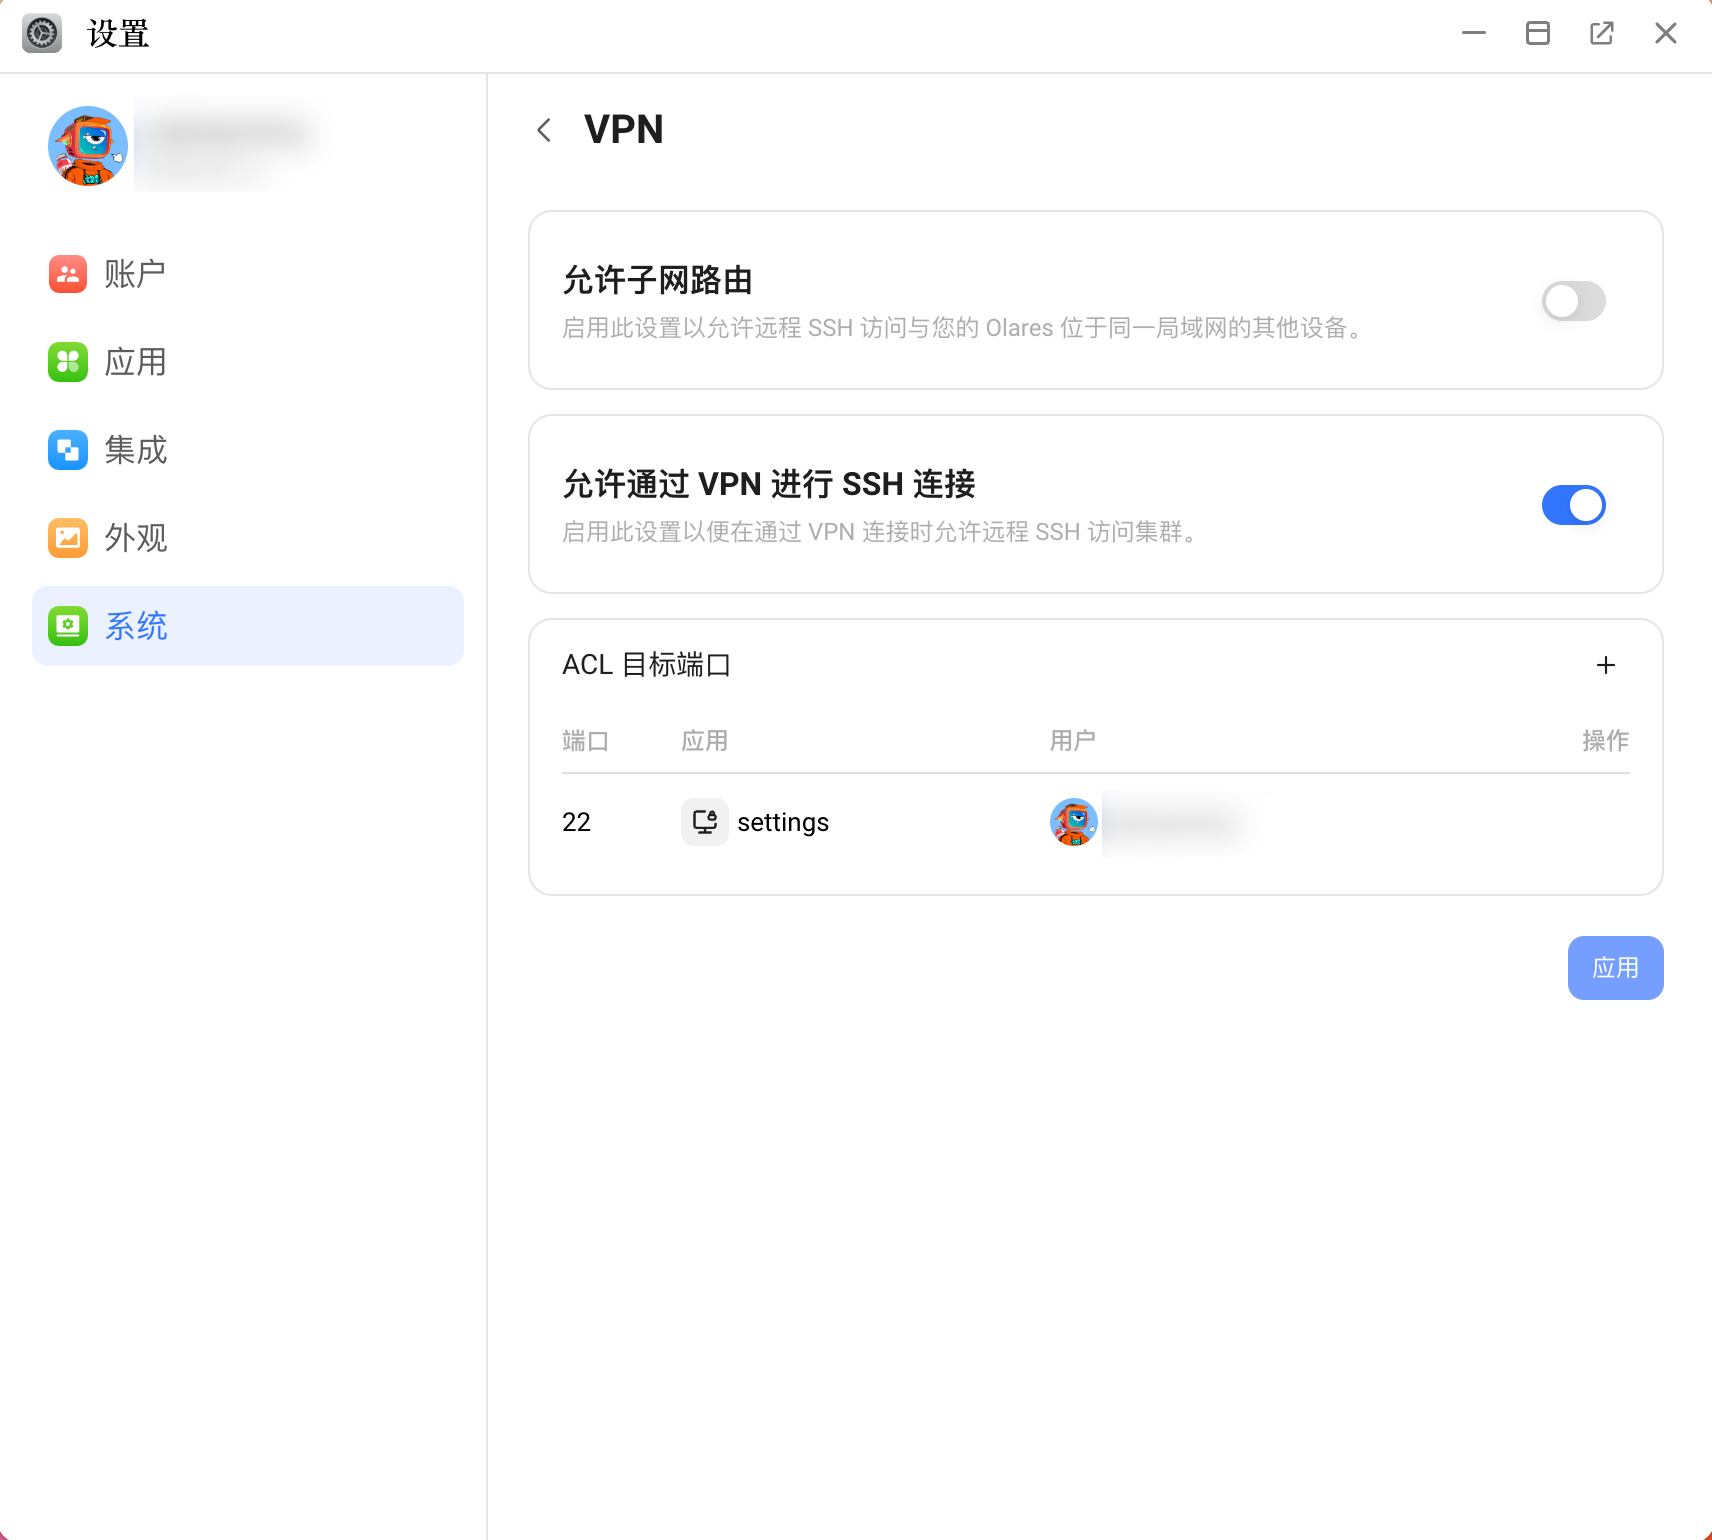 设置
账户
应用
集成
外观
系统
VPN
允许子网路由
启用此设置以允许远程 SSH 访问与您的 Olares 位于同一局域网的其他设备。
允许通过 VPN 进行 SSH 连接
启用此设置以便在通过 VPN 连接时允许远程 SSH 访问集群。
ACL 目标端口
端口 应用 用户 操作
22 settings
应用